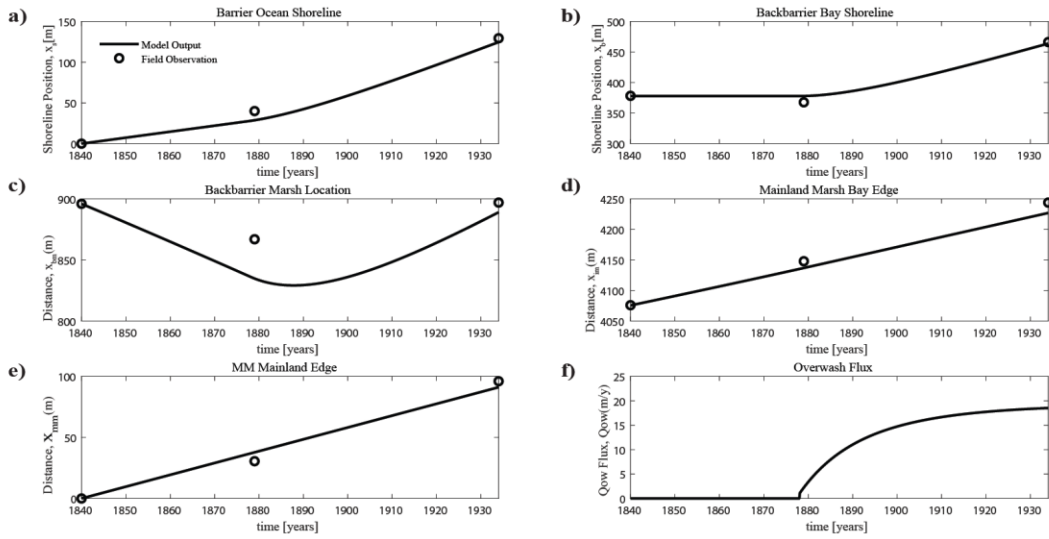 a)
Barrier Ocean Shoreline
Shoreline Position, xₛ[m]
150
100
50
0
Model Output
Field Observation
1840 1850 1860 1870 1880 1890 1900 1910 1920 1930
time [years]
b)
Backbarrier Bay Shoreline
Shoreline Position, x_b[m]
500
450
400
350
300
1840 1850 1860 1870 1880 1890 1900 1910 1920 1930
time [years]
c)
Backbarrier Marsh Location
Distance, x_bm(m)
900
850
800
1840 1850 1860 1870 1880 1890 1900 1910 1920 1930
time [years]
d)
Mainland Marsh Bay Edge
Distance, x_im(m)
4250
4200
4150
4100
4050
1840 1850 1860 1870 1880 1890 1900 1910 1920 1930
time [years]
e)
MM Mainland Edge
Distance, X_mm(m)
100
50
0
1840 1850 1860 1870 1880 1890 1900 1910 1920 1930
time [years]
f)
Overwash Flux
Qow Flux, Qow(m/y)
25
20
15
10
5
0
1840 1850 1860 1870 1880 1890 1900 1910 1920 1930
time [years]